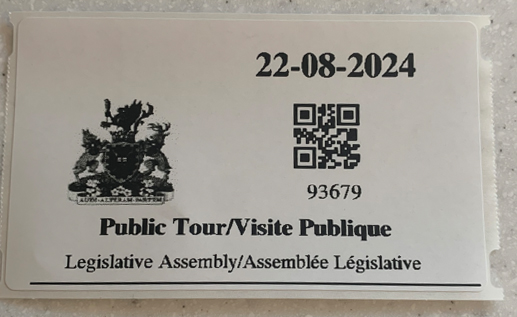 22-08-2024
93679
AUDI ALTERAM PARTEM
Public Tour/Visite Publique
Legislative Assembly/Assemblée Législative